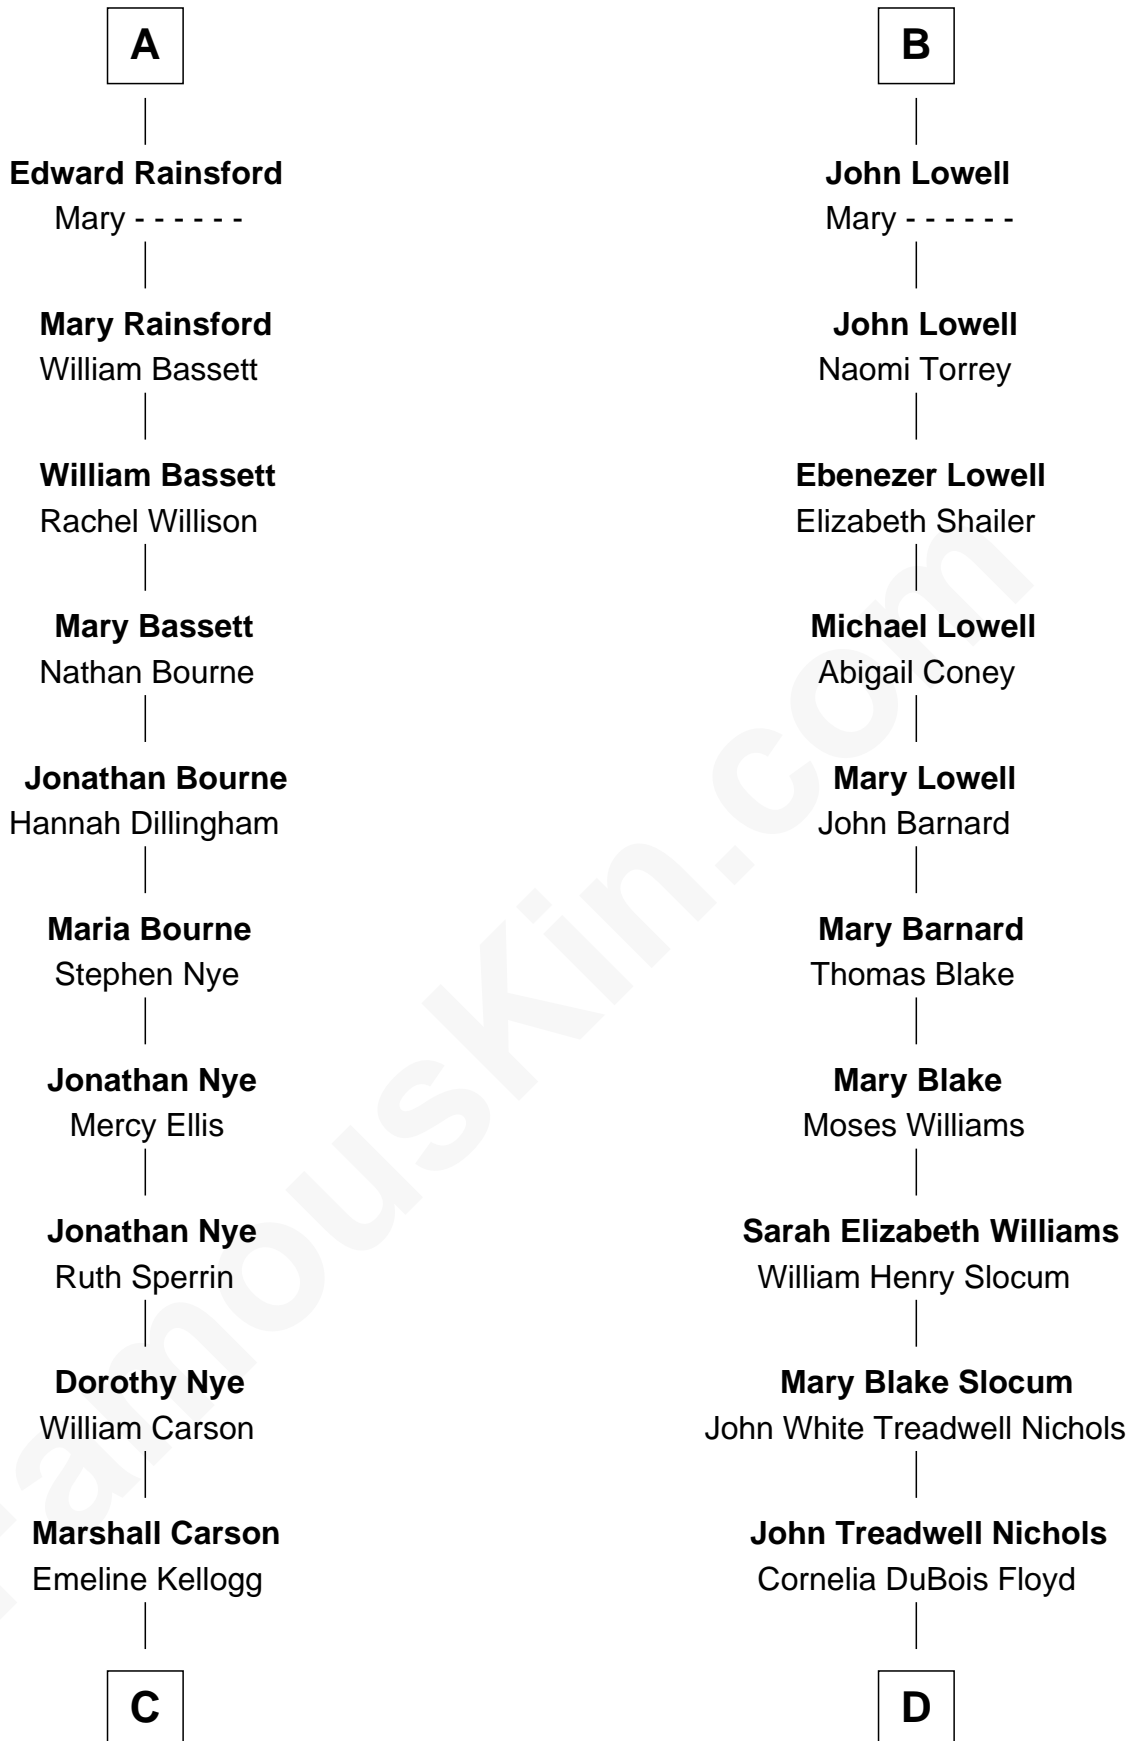 A
Edward Rainsford
Mary - - - - - -
Mary Rainsford
William Bassett
William Bassett
Rachel Willison
Mary Bassett
Nathan Bourne
Jonathan Bourne
Hannah Dillingham
Maria Bourne
Stephen Nye
Jonathan Nye
Mercy Ellis
Jonathan Nye
Ruth Sperrin
Dorothy Nye
William Carson
Marshall Carson
Emeline Kellogg
C
B
John Lowell
Mary - - - - - -
John Lowell
Naomi Torrey
Ebenezer Lowell
Elizabeth Shailer
Michael Lowell
Abigail Coney
Mary Lowell
John Barnard
Mary Barnard
Thomas Blake
Mary Blake
Moses Williams
Sarah Elizabeth Williams
William Henry Slocum
Mary Blake Slocum
John White Treadwell Nichols
John Treadwell Nichols
Cornelia DuBois Floyd
D
FamousKin.com